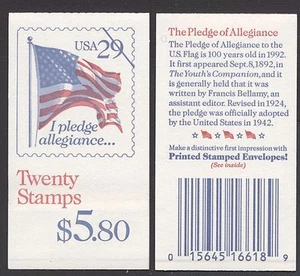 USA 29
I pledge
allegiance...
Twenty
Stamps
$5.80
The Pledge of Allegiance
The Pledge of Allegiance to the
U.S. Flag is 100 years old in 1992.
It first appeared Sept. 8, 1892, in
The Youth's Companion, and it
is generally held that it was
written by Francis Bellamy, an
assistant editor. Revised in 1924,
the pledge was officially adopted
by the United States in 1942.
Make a distinctive first impression with
Printed Stamped Envelopes!
(See inside)
0 15645 16618 9